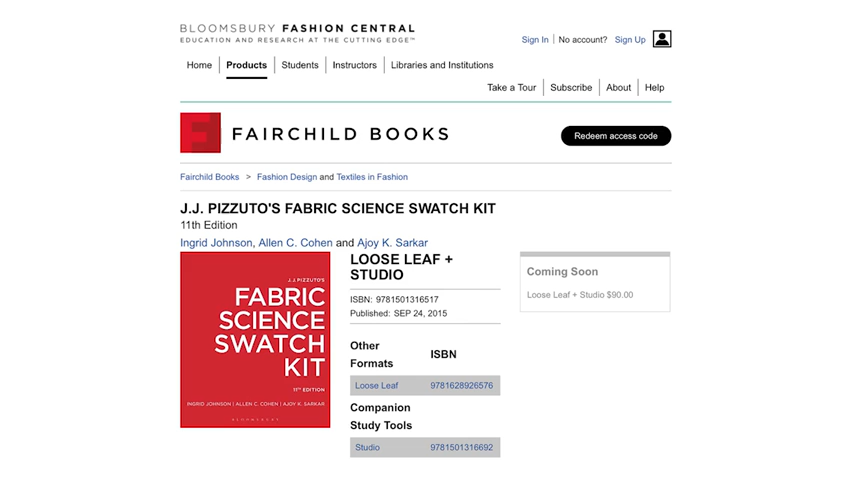 BLOOMSBURY FASHION CENTRAL
EDUCATION AND RESEARCH AT THE CUTTING EDGE™
Sign In No account? Sign Up
Home Products Students Instructors Libraries and Institutions
Take a Tour Subscribe About Help
FAIRCHILD BOOKS
Redeem access code
Fairchild Books > Fashion Design and Textiles in Fashion
J.J. PIZZUTO'S FABRIC SCIENCE SWATCH KIT
11th Edition
Ingrid Johnson, Allen C. Cohen and Ajoy K. Sarkar
J.J. PIZZUTO'S
FABRIC
SCIENCE
SWATCH
KIT
11TH EDITION
INGRID JOHNSON | ALLEN C. COHEN | AJOY K. SARKAR
BLOOMSBURY
LOOSE LEAF +
STUDIO
ISBN: 9781501316517
Published: SEP 24, 2015
Other
Formats
ISBN
Loose Leaf 9781628926576
Companion
Study Tools
Studio 9781501316692
Coming Soon
Loose Leaf + Studio $90.00